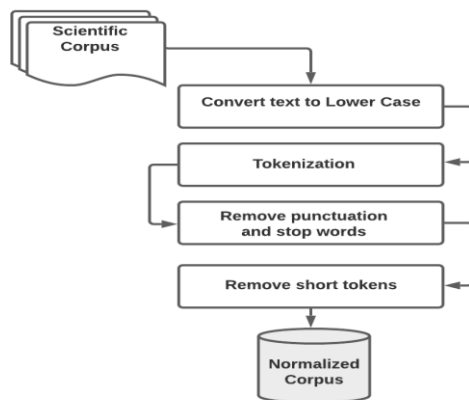 Scientific
Corpus
Convert text to Lower Case
Tokenization
Remove punctuation
and stop words
Remove short tokens
Normalized
Corpus